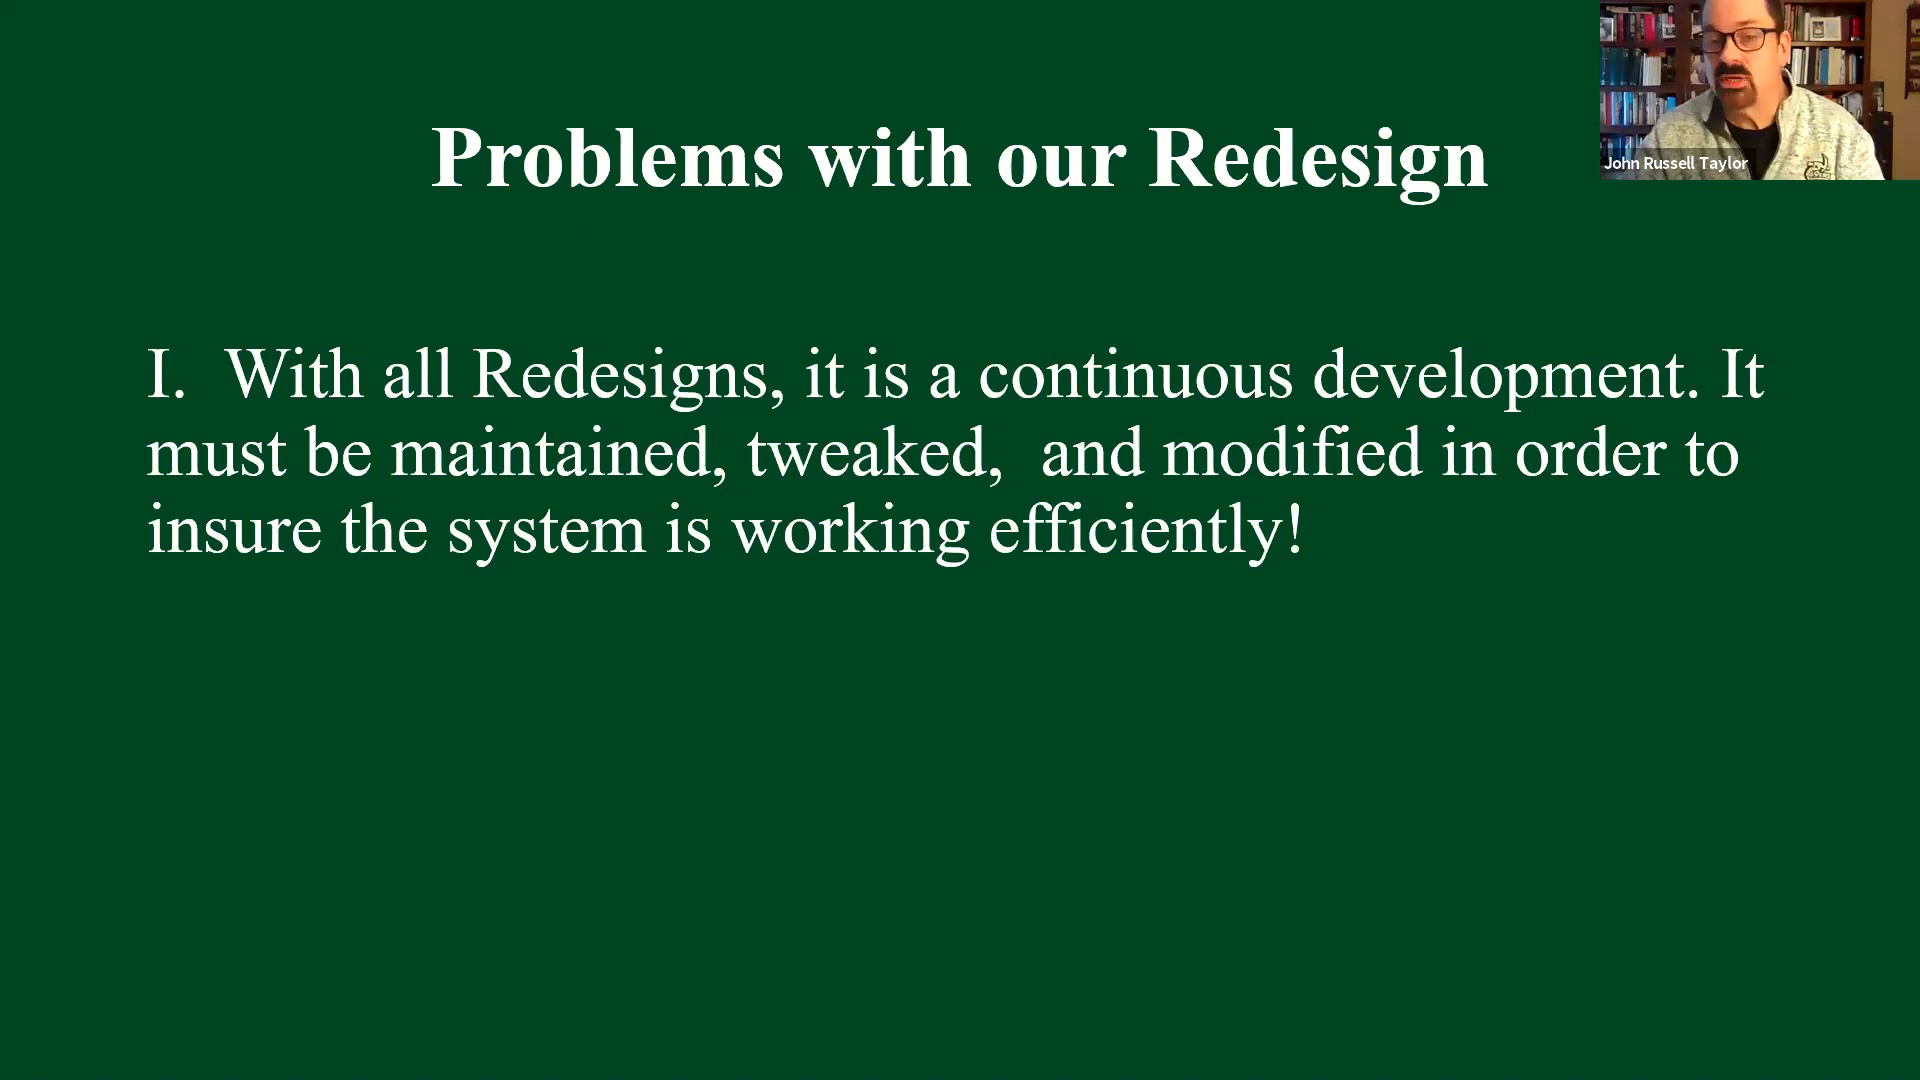 Problems with our Redesign
John Russell Taylor
I. With all Redesigns, it is a continuous development. It
must be maintained, tweaked,  and modified in order to
insure the system is working efficiently!